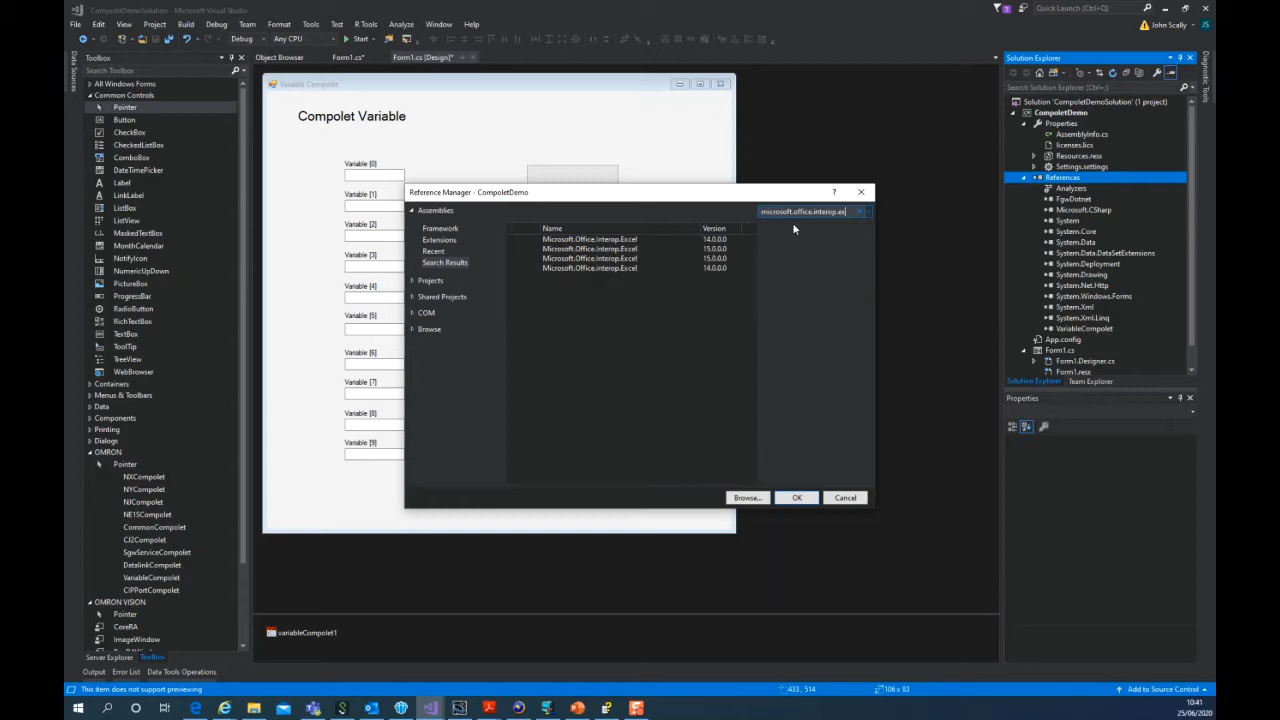 CompoletDemoSolution - Microsoft Visual Studio
Quick Launch (Ctrl+Q)
File Edit View Project Build Debug Team Format Tools Test R Tools Analyze Window Help
John Scally JS
Debug Any CPU Start
Toolbox
Object Browser Form1.cs* Form1.cs [Design]*
Solution Explorer
Data Sources
Diagnostic Tools
Search Toolbox
Search Solution Explorer (Ctrl+;)
All Windows Forms
Common Controls
Pointer
Button
CheckBox
CheckedListBox
ComboBox
DateTimePicker
Label
LinkLabel
ListBox
ListView
MaskedTextBox
MonthCalendar
NotifyIcon
NumericUpDown
PictureBox
ProgressBar
RadioButton
RichTextBox
TextBox
ToolTip
TreeView
WebBrowser
Containers
Menus & Toolbars
Data
Components
Printing
Dialogs
OMRON
Pointer
NXCompolet
NYCompolet
NJCompolet
NE1SCompolet
CommonCompolet
CJ2Compolet
SgwServiceCompolet
DatalinkCompolet
VariableCompolet
CIPPortCompolet
OMRON VISION
Pointer
CoreRA
ImageWindow
Server Explorer Toolbox
Variable Compolet
Compolet Variable
Variable [0]
Variable [1]
Variable [2]
Variable [3]
Variable [4]
Variable [5]
Variable [6]
Variable [7]
Variable [8]
Variable [9]
Reference Manager - CompoletDemo
? 
Assemblies
microsoft.office.interop.ex
Framework
Extensions
Recent
Search Results
Projects
Shared Projects
COM
Browse
Name Version
Microsoft.Office.Interop.Excel 14.0.0.0
Microsoft.Office.Interop.Excel 15.0.0.0
Microsoft.Office.Interop.Excel 15.0.0.0
Microsoft.Office.Interop.Excel 14.0.0.0
Browse... OK Cancel
variableCompolet1
Solution 'CompoletDemoSolution' (1 project)
CompoletDemo
Properties
AssemblyInfo.cs
licenses.licx
Resources.resx
Settings.settings
References
Analyzers
FgwDotnet
Microsoft.CSharp
System
System.Core
System.Data
System.Data.DataSetExtensions
System.Deployment
System.Drawing
System.Net.Http
System.Windows.Forms
System.Xml
System.Xml.Linq
VariableCompolet
App.config
Form1.cs
Form1.Designer.cs
Form1.resx
Solution Explorer Team Explorer
Properties
Output Error List Data Tools Operations
This item does not support previewing
433 , 514
106 x 83
Add to Source Control
10:41
25/06/2020